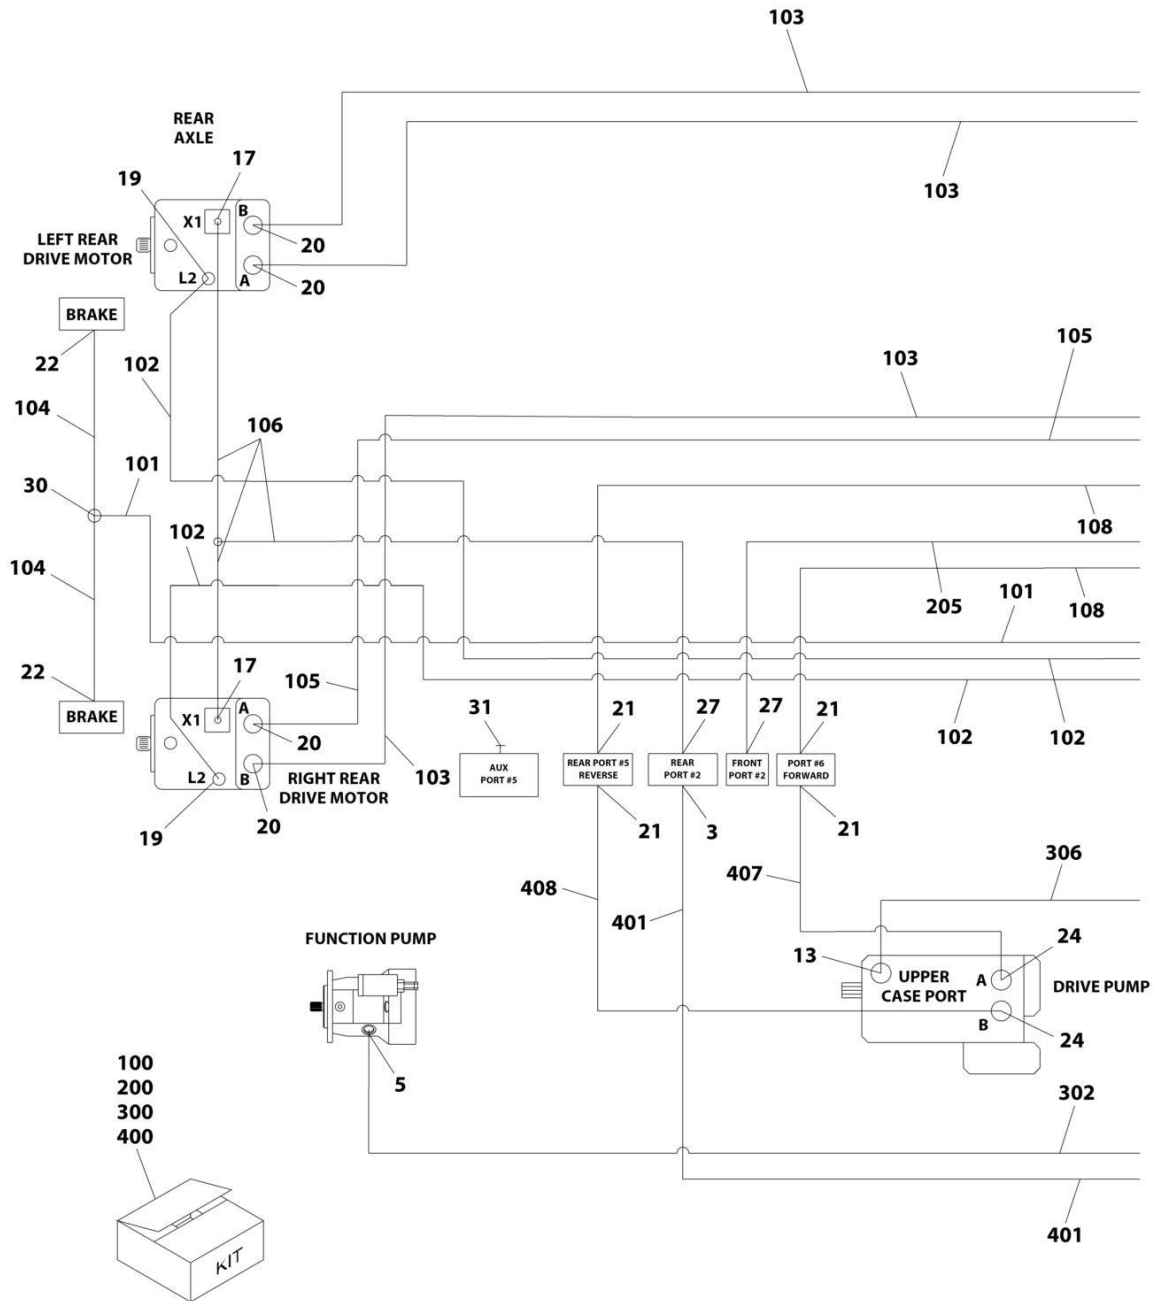 103
103
REAR
AXLE
17
19
X1
B
20
LEFT REAR
DRIVE MOTOR
L2
A
20
BRAKE
22
102
105
103
104
106
101
30
102
108
104
205
101
108
22
17
105
31
21
27
27
21
BRAKE
X1
A
20
102
102
L2
B
RIGHT REAR
DRIVE MOTOR
103
AUX
PORT #5
REAR PORT #5
REVERSE
REAR
PORT #2
FRONT
PORT #2
PORT #6
FORWARD
19
20
21
3
21
408
407
306
401
FUNCTION PUMP
13
24
UPPER
CASE PORT
A
DRIVE PUMP
B
24
5
100
200
300
400
302
401
KIT